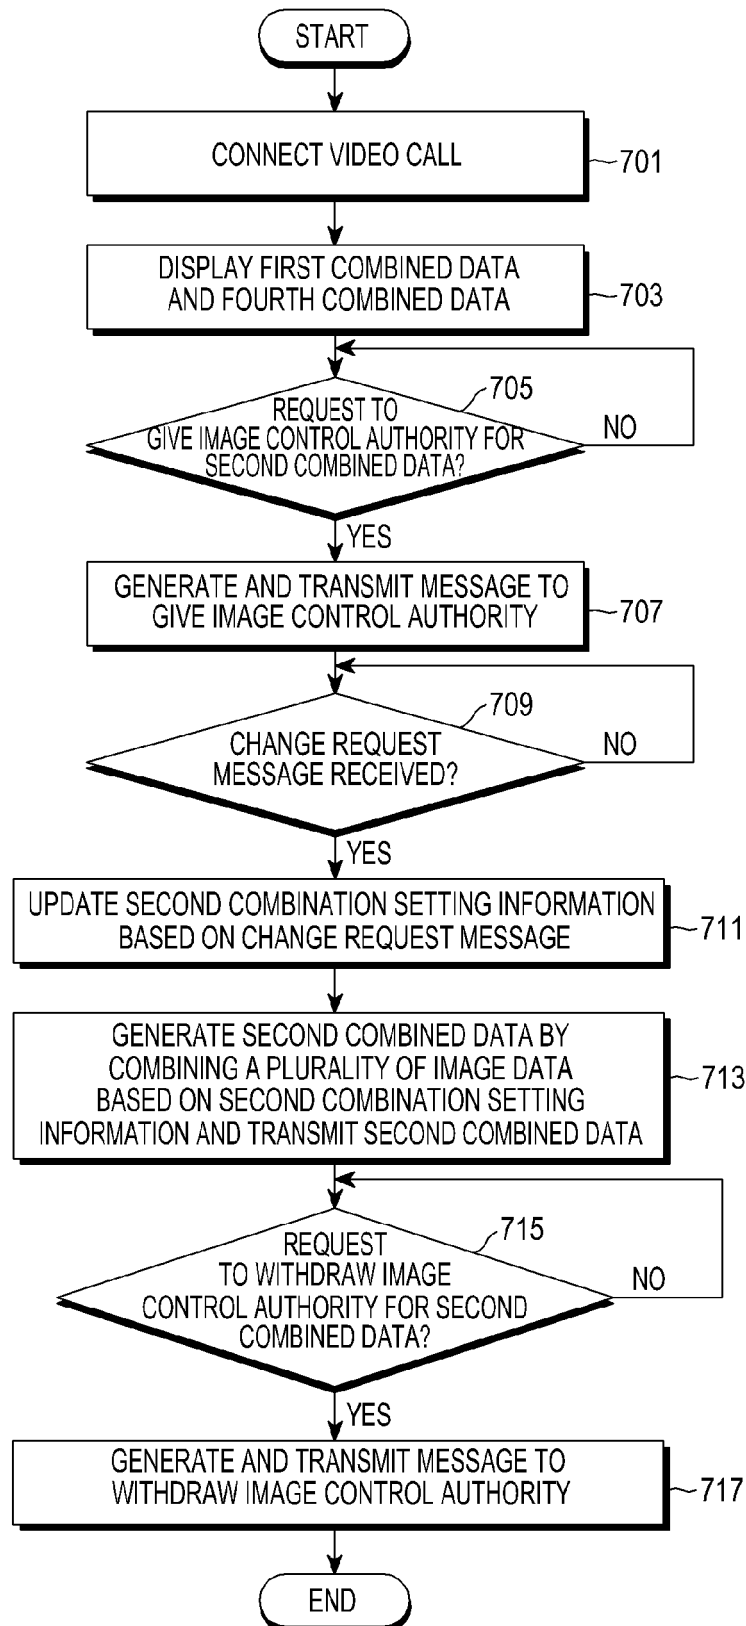 START
CONNECT VIDEO CALL
701
DISPLAY FIRST COMBINED DATA
AND FOURTH COMBINED DATA
703
705
REQUEST TO
GIVE IMAGE CONTROL AUTHORITY FOR
SECOND COMBINED DATA?
NO
YES
GENERATE AND TRANSMIT MESSAGE TO
GIVE IMAGE CONTROL AUTHORITY
707
709
CHANGE REQUEST
MESSAGE RECEIVED?
NO
YES
UPDATE SECOND COMBINATION SETTING INFORMATION
BASED ON CHANGE REQUEST MESSAGE
711
GENERATE SECOND COMBINED DATA BY
COMBINING A PLURALITY OF IMAGE DATA
BASED ON SECOND COMBINATION SETTING
INFORMATION AND TRANSMIT SECOND COMBINED DATA
713
715
REQUEST
TO WITHDRAW IMAGE
CONTROL AUTHORITY FOR SECOND
COMBINED DATA?
NO
YES
GENERATE AND TRANSMIT MESSAGE TO
WITHDRAW IMAGE CONTROL AUTHORITY
717
END